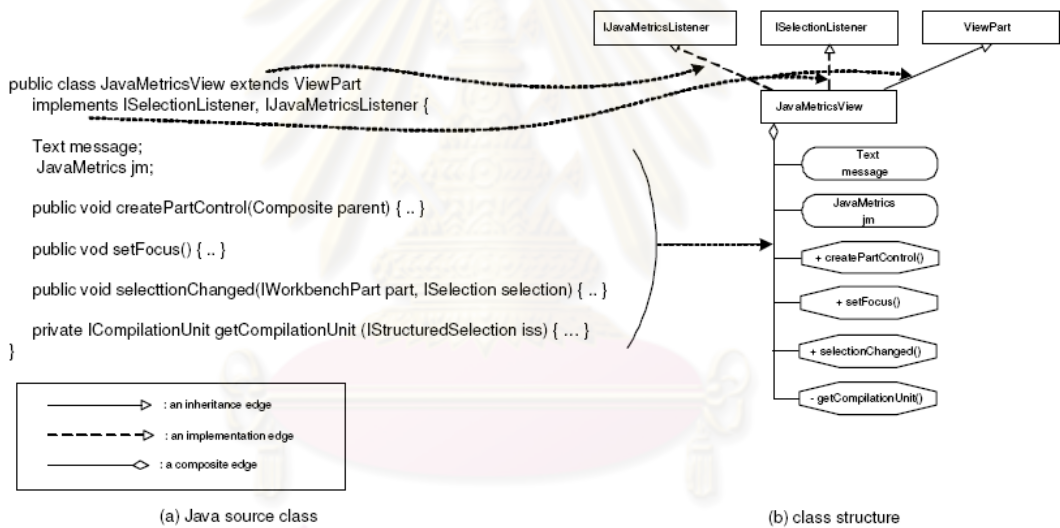 public class JavaMetricsView extends ViewPart
implements ISelectionListener, IJavaMetricsListener {
Text message;
JavaMetrics jm;
public void createPartControl(Composite parent) { .. }
public vod setFocus() { .. }
public void selecttionChanged(IWorkbenchPart part, ISelection selection) { .. }
private ICompilationUnit getCompilationUnit (IStructuredSelection iss) { ... }
}
: an inheritance edge
: an implementation edge
: a composite edge
(a) Java source class
IJavaMetricsListener
ISelectionListener
ViewPart
JavaMetricsView
Text
message
JavaMetrics
jm
+ createPartControl()
+ setFocus()
+ selectionChanged()
- getCompilationUnit()
(b) class structure